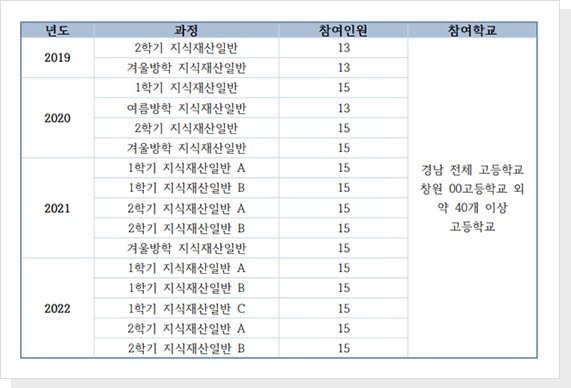 년도 과정 참여인원 참여학교
2019
2학기 지식재산일반 13
겨울방학 지식재산일반 13
2020
1학기 지식재산일반 15
여름방학 지식재산일반 13
2학기 지식재산일반 15
겨울방학 지식재산일반 15
2021
1학기 지식재산일반 A 15
1학기 지식재산일반 B 15
2학기 지식재산일반 A 15
2학기 지식재산일반 B 15
겨울방학 지식재산일반 15
2022
1학기 지식재산일반 A 15
1학기 지식재산일반 B 15
1학기 지식재산일반 C 15
2학기 지식재산일반 A 15
2학기 지식재산일반 B 15
경남 전체 고등학교
창원 00고등학교 외
약 40개 이상
고등학교